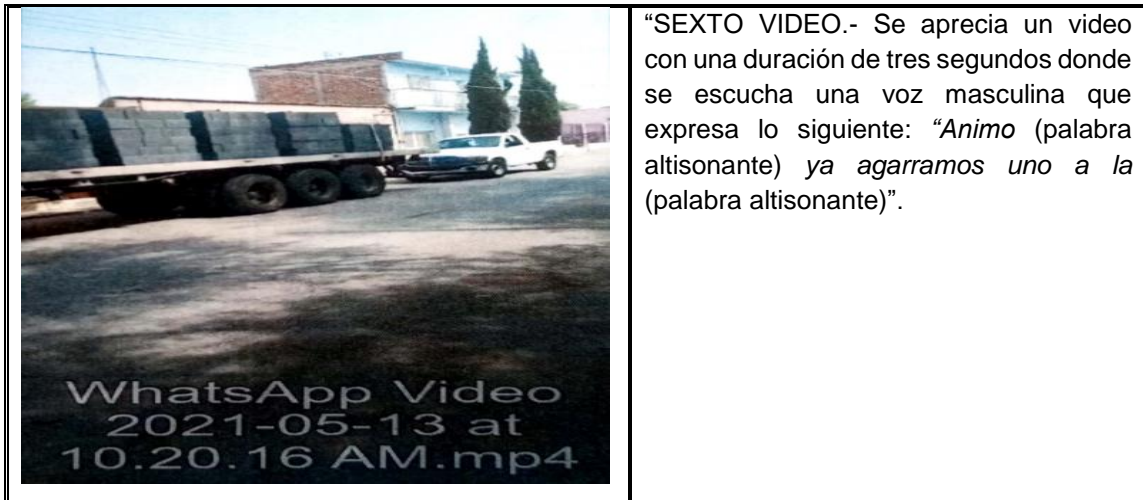 “SEXTO VIDEO.- Se aprecia un video
con una duración de tres segundos donde
se escucha una voz masculina que
expresa lo siguiente: “Animo (palabra
altisonante) ya agarramos uno a la
(palabra altisonante)”.
WhatsApp Video
2021-05-13 at
10.20.16 AM.mp4